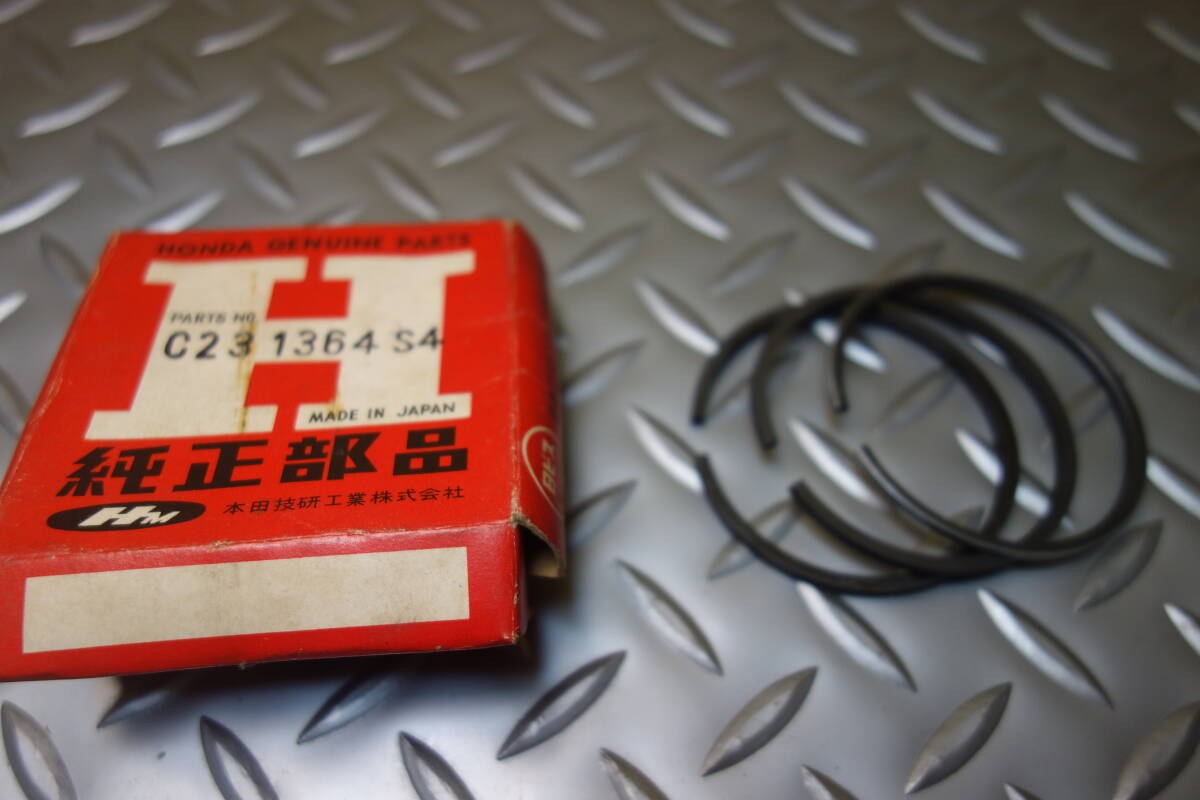 HONDA GENUINE PARTS
PARTS NO.
C23 1364 S4
MADE IN JAPAN
純正部品
HM 本田技研工業株式会社